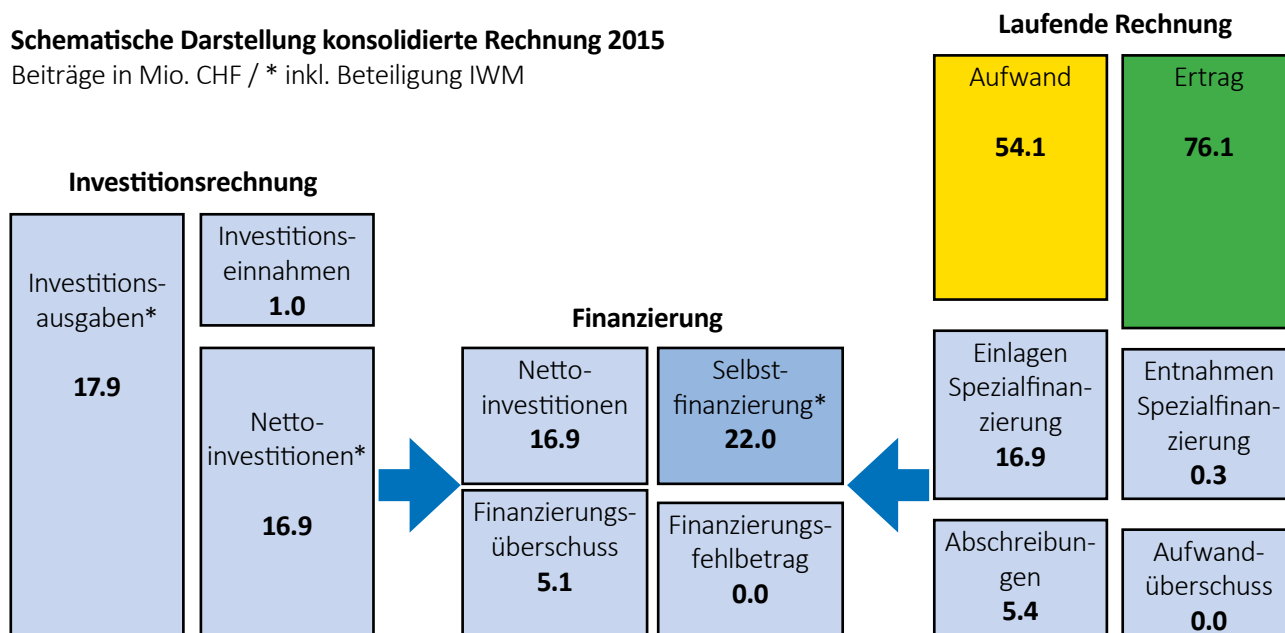 Schematische Darstellung konsolidierte Rechnung 2015
Beiträge in Mio. CHF / * inkl. Beteiligung IWM
Investitionsrechnung
Investitions-
ausgaben*
17.9
Investitions-
einnahmen
1.0
Netto-
investitionen*
16.9
Finanzierung
Netto-
investitionen
16.9
Selbst-
finanzierung*
22.0
Finanzierungs-
überschuss
5.1
Finanzierungs-
fehlbetrag
0.0
Laufende Rechnung
Aufwand
54.1
Ertrag
76.1
Einlagen
Spezialfinan-
zierung
16.9
Entnahmen
Spezialfinan-
zierung
0.3
Abschreibun-
gen
5.4
Aufwand-
überschuss
0.0